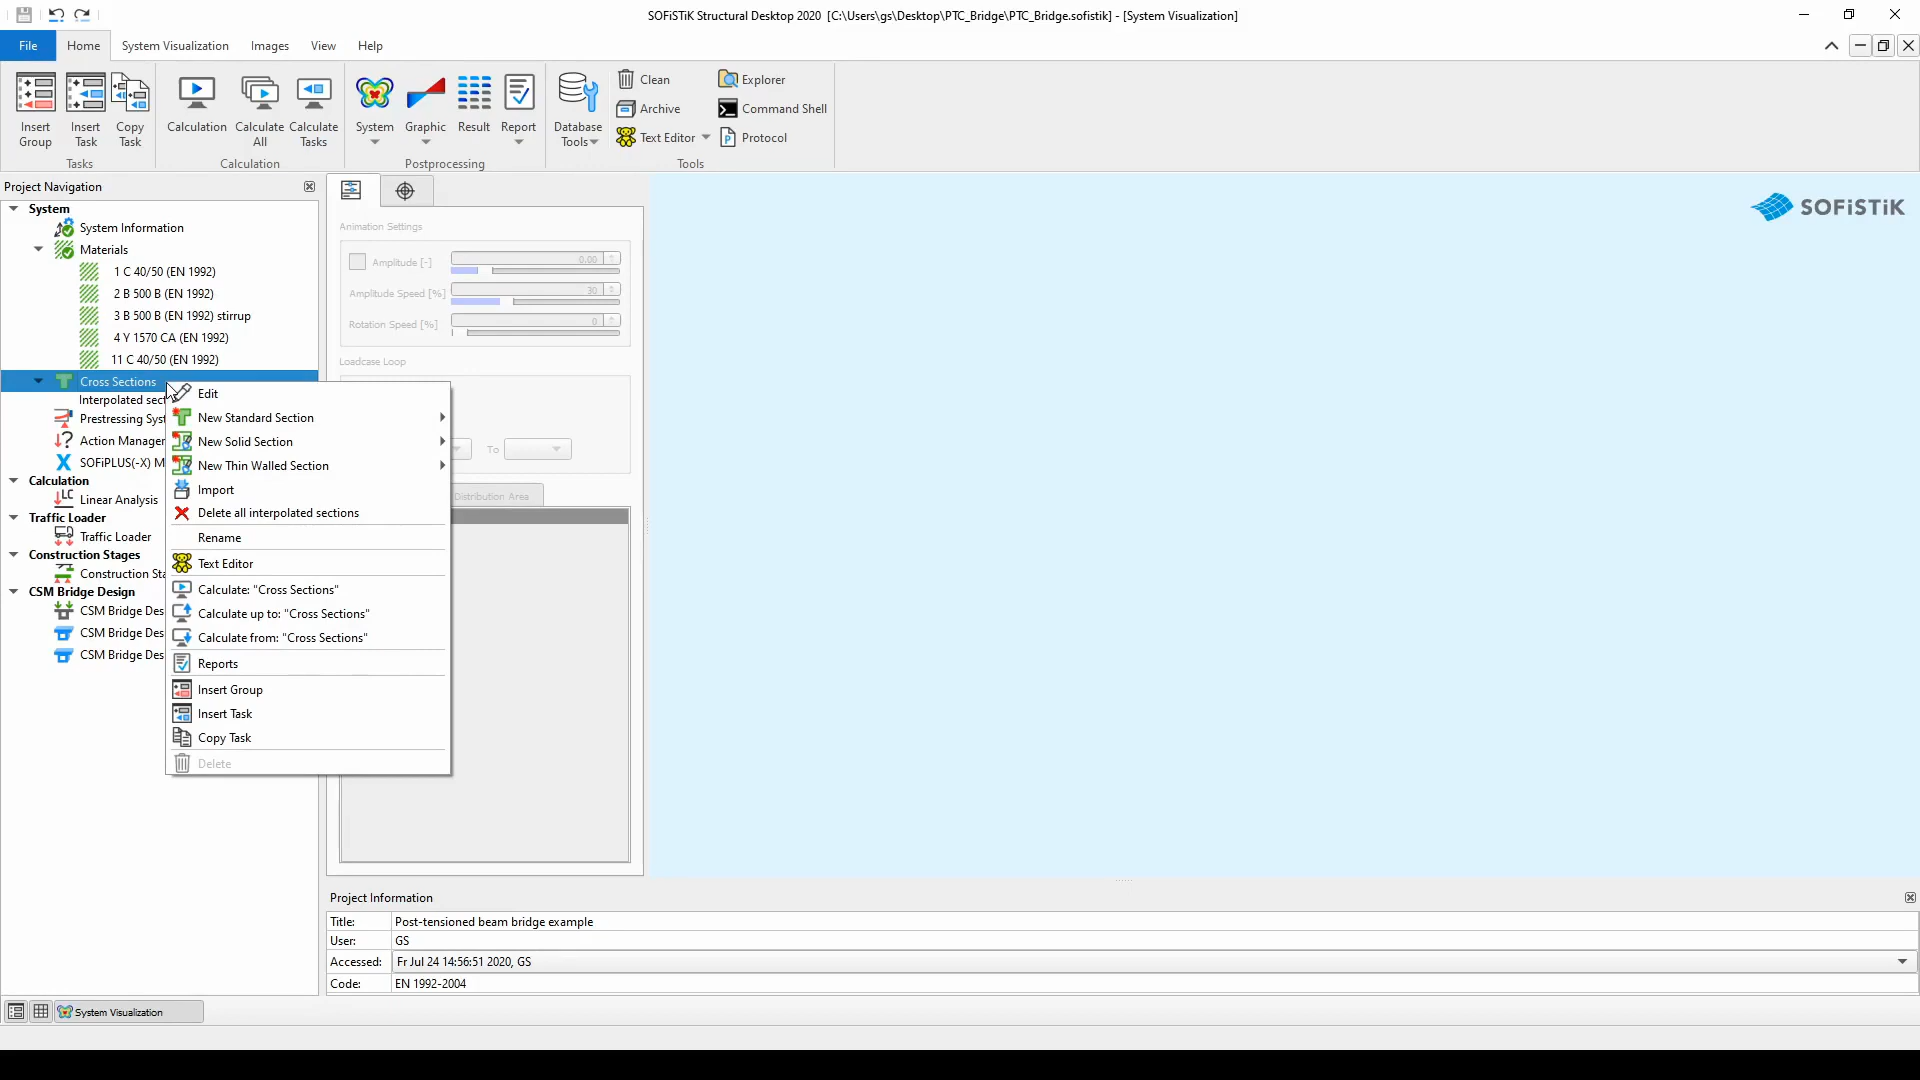 SOFiSTiK Structural Desktop 2020 [C:\Users\gs\Desktop\PTC_Bridge\PTC_Bridge.sofistik] - [System Visualization]
File Home System Visualization Images View Help
Insert Group
Insert Task
Copy Task
Tasks
Calculation
Calculate All
Calculate Tasks
Calculation
System
Graphic
Result
Report
Postprocessing
Database Tools
Clean
Archive
Text Editor
Explorer
Command Shell
Protocol
Tools
Project Navigation
System
System Information
Materials
1 C 40/50 (EN 1992)
2 B 500 B (EN 1992)
3 B 500 B (EN 1992) stirrup
4 Y 1570 CA (EN 1992)
11 C 40/50 (EN 1992)
Cross Sections
Interpolated sect
Prestressing Syst
Action Manager
SOFiPLUS(-X) M
Calculation
Linear Analysis
Traffic Loader
Traffic Loader
Construction Stages
Construction Sta
CSM Bridge Design
CSM Bridge Des
CSM Bridge Des
CSM Bridge Des
Edit
New Standard Section
New Solid Section
New Thin Walled Section
Import
Delete all interpolated sections
Rename
Text Editor
Calculate: "Cross Sections"
Calculate up to: "Cross Sections"
Calculate from: "Cross Sections"
Reports
Insert Group
Insert Task
Copy Task
Delete
Animation Settings
Amplitude [-] 0.00
Amplitude Speed [%] 30
Rotation Speed [%] 0
Loadcase Loop
To
Distribution Area
SOFiSTiK
Project Information
Title: Post-tensioned beam bridge example
User: GS
Accessed: Fr Jul 24 14:56:51 2020, GS
Code: EN 1992-2004
System Visualization